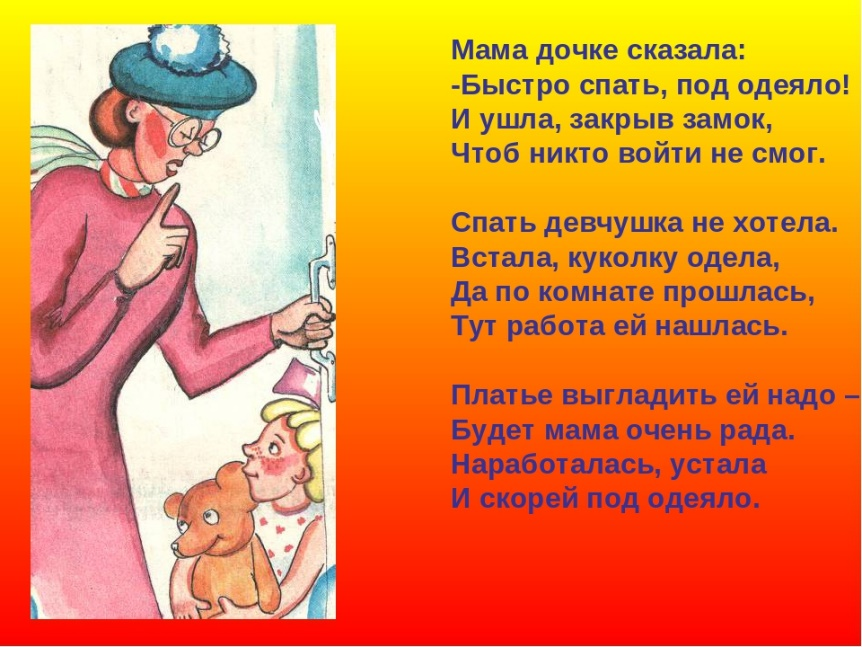 Мама дочке сказала:
-Быстро спать, под одеяло!
И ушла, закрыв замок,
Чтоб никто войти не смог.
Спать девчушка не хотела.
Встала, куколку одела,
Да по комнате прошлась,
Тут работа ей нашлась.
Платье выгладить ей надо –
Будет мама очень рада.
Наработалась, устала
И скорей под одеяло.